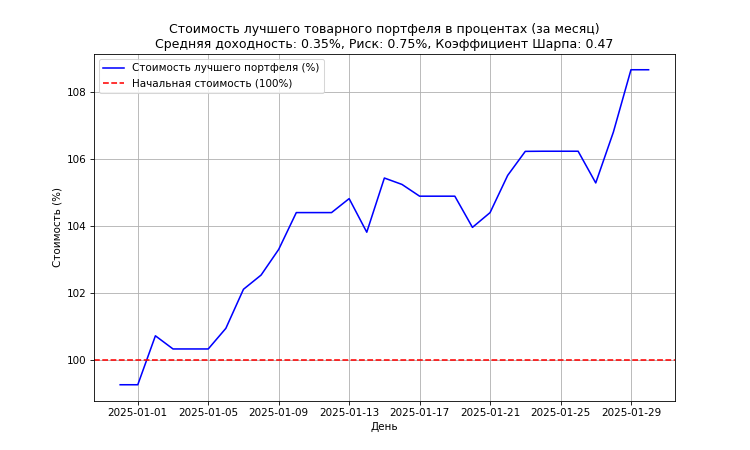 Стоимость лучшего товарного портфеля в процентах (за месяц)
Средняя доходность: 0.35%, Риск: 0.75%, Коэффициент Шарпа: 0.47
Стоимость лучшего портфеля (%)
Начальная стоимость (100%)
Стоимость (%)
108
106
104
102
100
2025-01-01
2025-01-05
2025-01-09
2025-01-13
2025-01-17
2025-01-21
2025-01-25
2025-01-29
День